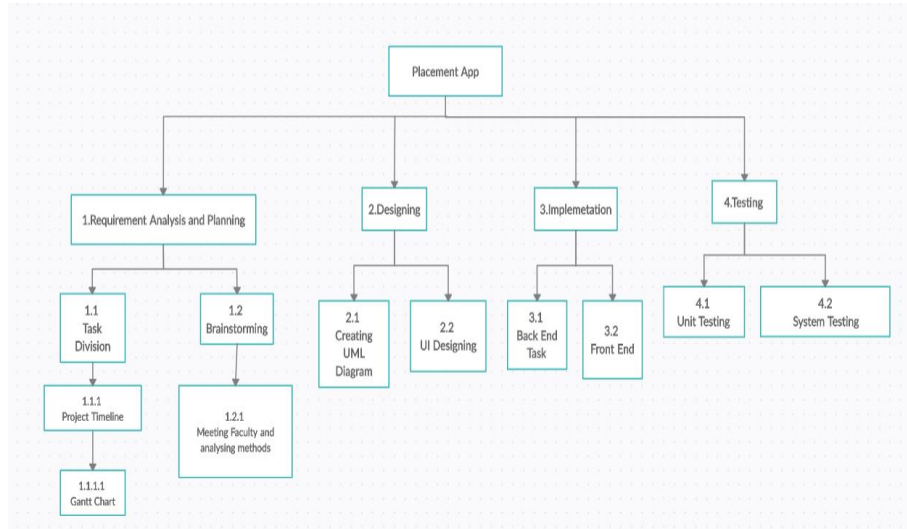 Placement App
1.Requirement Analysis and Planning
2.Designing
3.Implemetation
4.Testing
1.1
Task
Division
1.2
Brainstorming
2.1
Creating
UML
Diagram
2.2
UI Designing
3.1
Back End
Task
3.2
Front End
4.1
Unit Testing
4.2
System Testing
1.1.1
Project Timeline
1.2.1
Meeting Faculty and
analysing methods
1.1.1.1
Gantt Chart